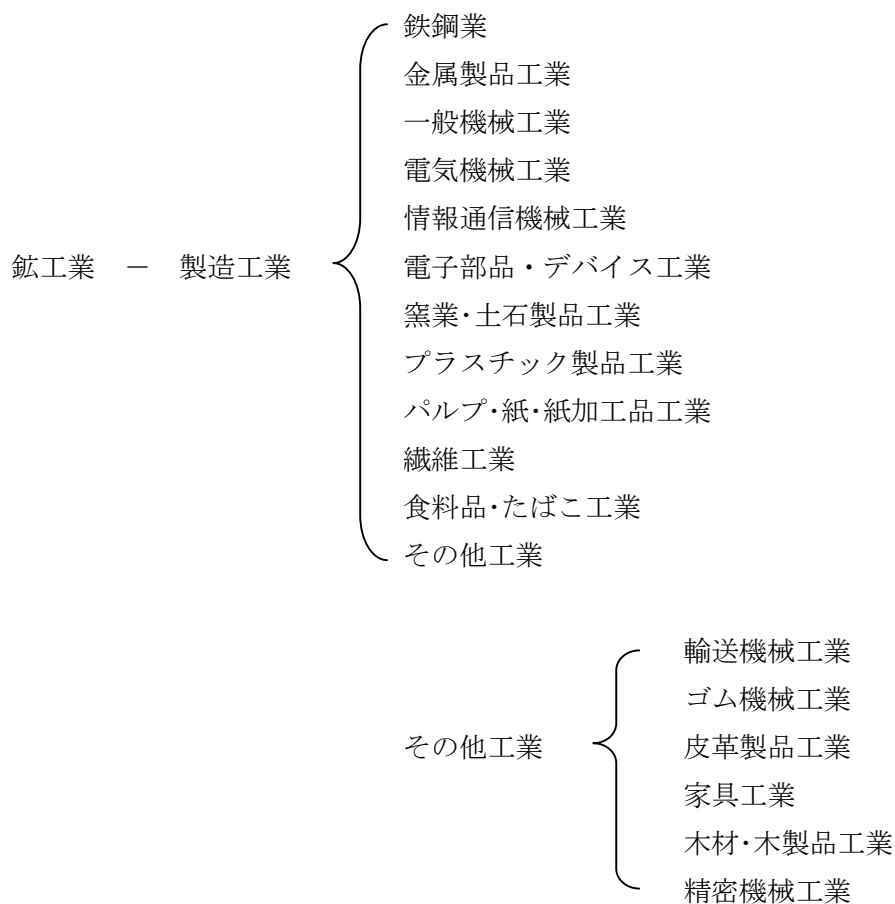 鉄鋼業
金属製品工業
一般機械工業
電気機械工業
情報通信機械工業
鉱工業 － 製造工業 電子部品・デバイス工業
窯業・土石製品工業
プラスチック製品工業
パルプ・紙・紙加工品工業
繊維工業
食料品・たばこ工業
その他工業
輸送機械工業
ゴム機械工業
その他工業 皮革製品工業
家具工業
木材・木製品工業
精密機械工業